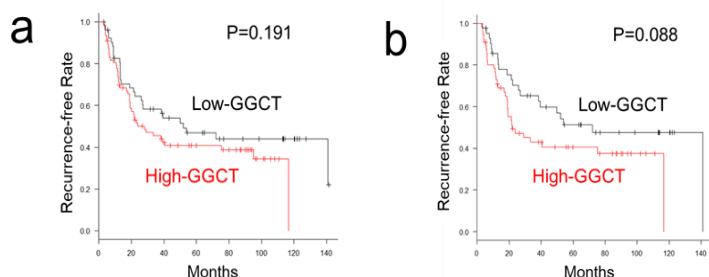 a
P=0.191
Recurrence-free Rate
1.0
0.8
0.6
0.4
0.2
0.0
Low-GGCT
High-GGCT
0 20 40 60 80 100 120 140
Months
b
P=0.088
Recurrence-free Rate
1.0
0.8
0.6
0.4
0.2
0.0
Low-GGCT
High-GGCT
0 20 40 60 80 100 120 140
Months